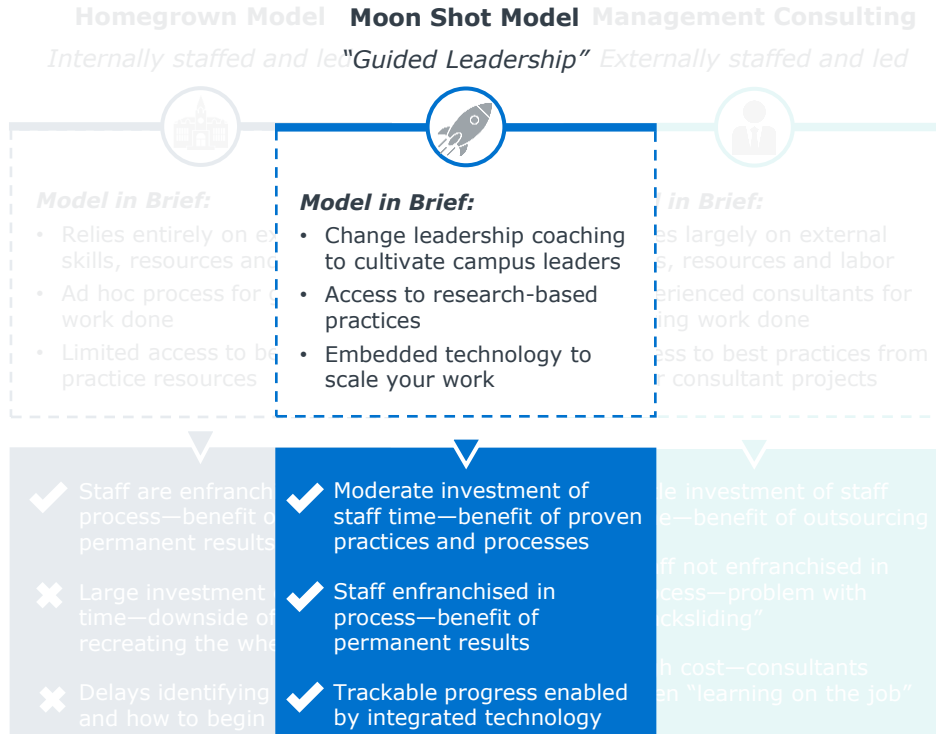 Homegrown Model
Internally staffed and led
Model in Brief:
• Relies entirely on
skills, resources and
• Ad hoc process for
work done
• Limited access to
practice resources
Staff are
process—benefit
permanent results
Large investment
time—downside of
recreating the
Delays identifying
and how to begin
Moon Shot Model
"Guided Leadership"
Model in Brief:
• Change leadership coaching
to cultivate campus leaders
• Access to research-based
practices
• Embedded technology to
scale your work
Moderate investment of
staff time—benefit of proven
practices and processes
Staff enfranchised in
process—benefit of
permanent results
Trackable progress enabled
by integrated technology
Management Consulting
Externally staffed and led
in Brief:
largely on external
resources and labor
consultants for
work done
to best practices from
consultant projects
investment of staff
benefit of outsourcing
not enfranchised in
problem with
cost—consultants
"learning on the job"